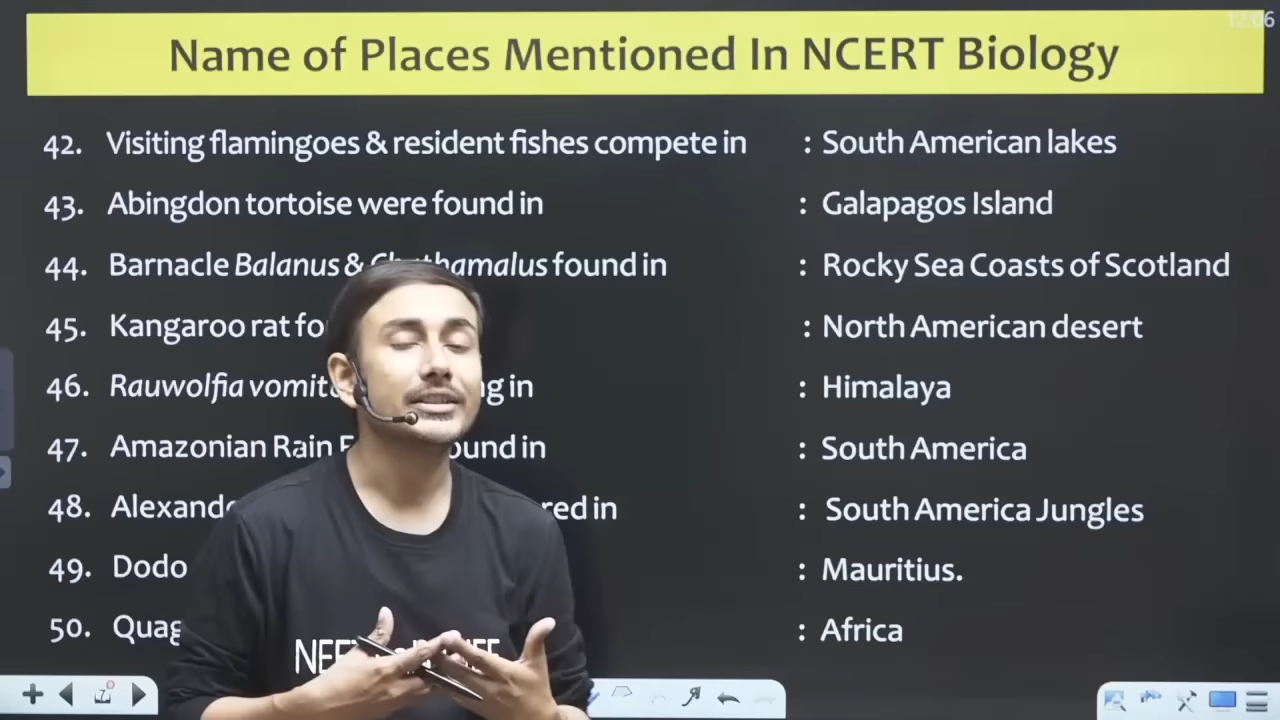 12:06
Name of Places Mentioned In NCERT Biology
42. Visiting flamingoes & resident fishes compete in : South American lakes
43. Abingdon tortoise were found in : Galapagos Island
44. Barnacle Balanus & Chathamalus found in : Rocky Sea Coasts of Scotland
45. Kangaroo rat : North American desert
46. Rauwolfia in : Himalaya
47. Amazonian Rain in : South America
48. in : South America Jungles
49. Dodo : Mauritius.
50. : Africa